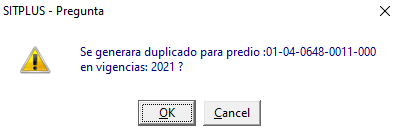 SITPLUS - Pregunta
Se generara duplicado para predio :01-04-0648-0011-000
en vigencias: 2021 ?
OK
Cancel